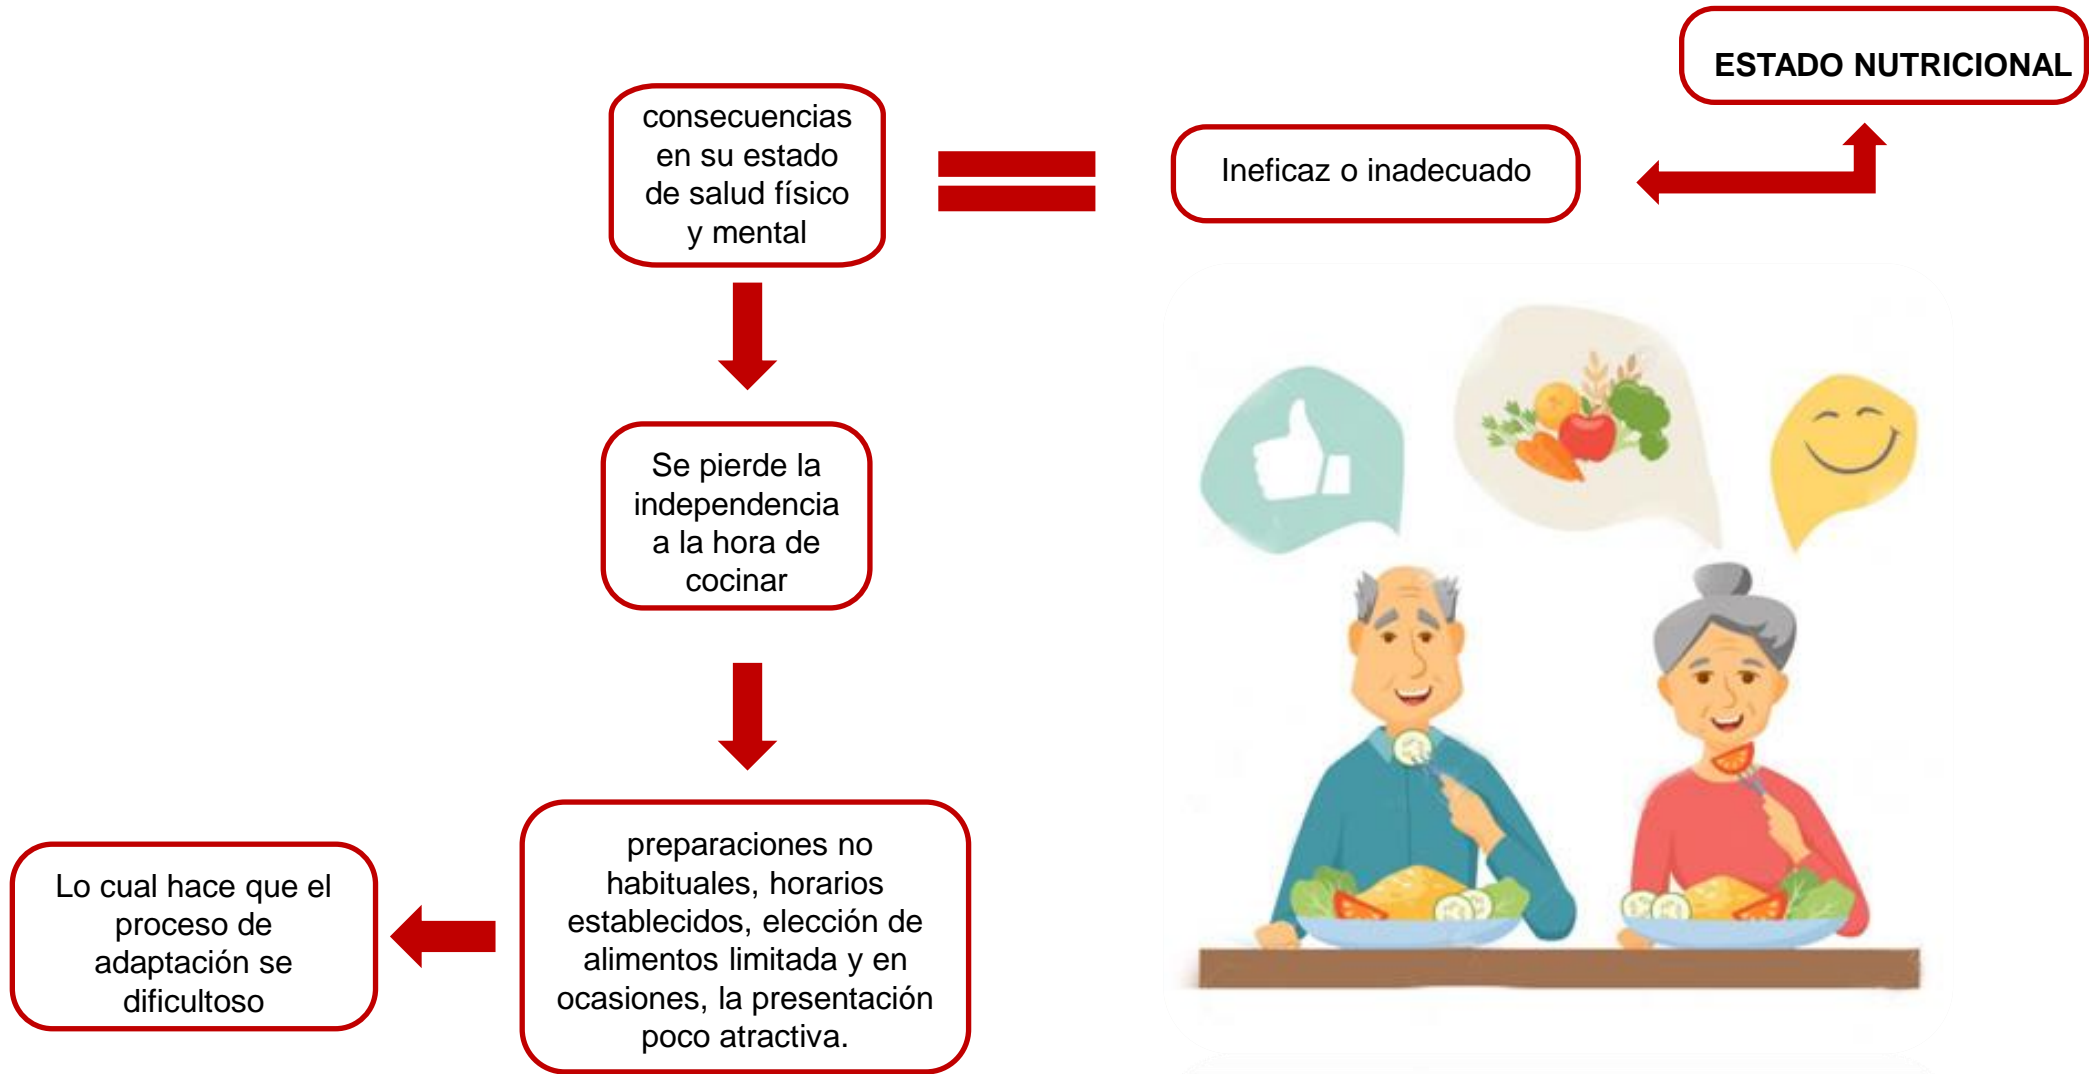 ESTADO NUTRICIONAL
Ineficaz o inadecuado
consecuencias
en su estado
de salud físico
y mental
Se pierde la
independencia
a la hora de
cocinar
preparaciones no
habituales, horarios
establecidos, elección de
alimentos limitada y en
ocasiones, la presentación
poco atractiva.
Lo cual hace que el
proceso de
adaptación se
dificultoso